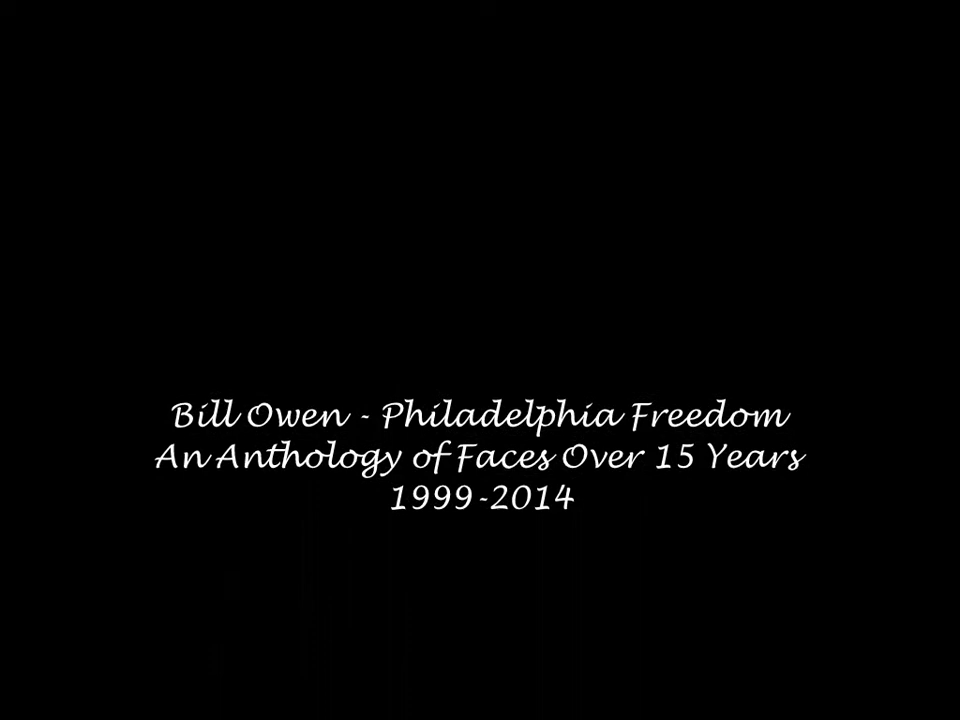 Bill Owen - Philadelphia Freedom
An Anthology of Faces Over 15 Years
1999-2014